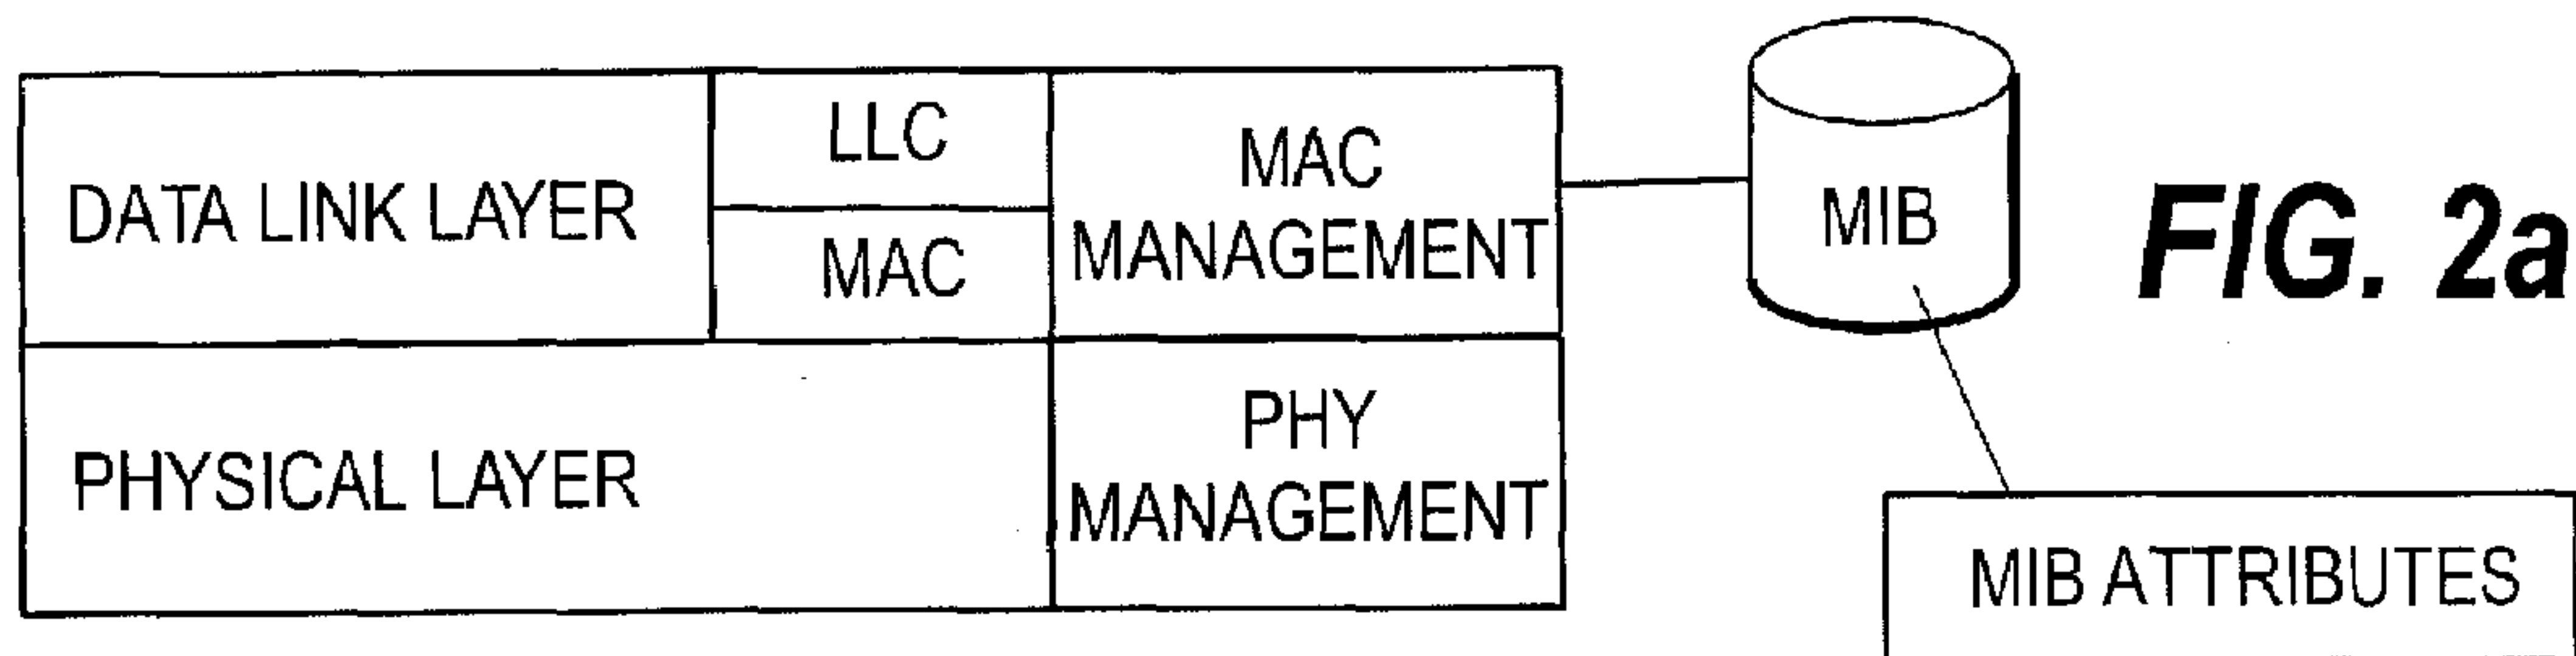 DATA LINK LAYER
LLC
MAC
MAC
MANAGEMENT
MIB
FIG. 2a
PHYSICAL LAYER
PHY
MANAGEMENT
MIB ATTRIBUTES